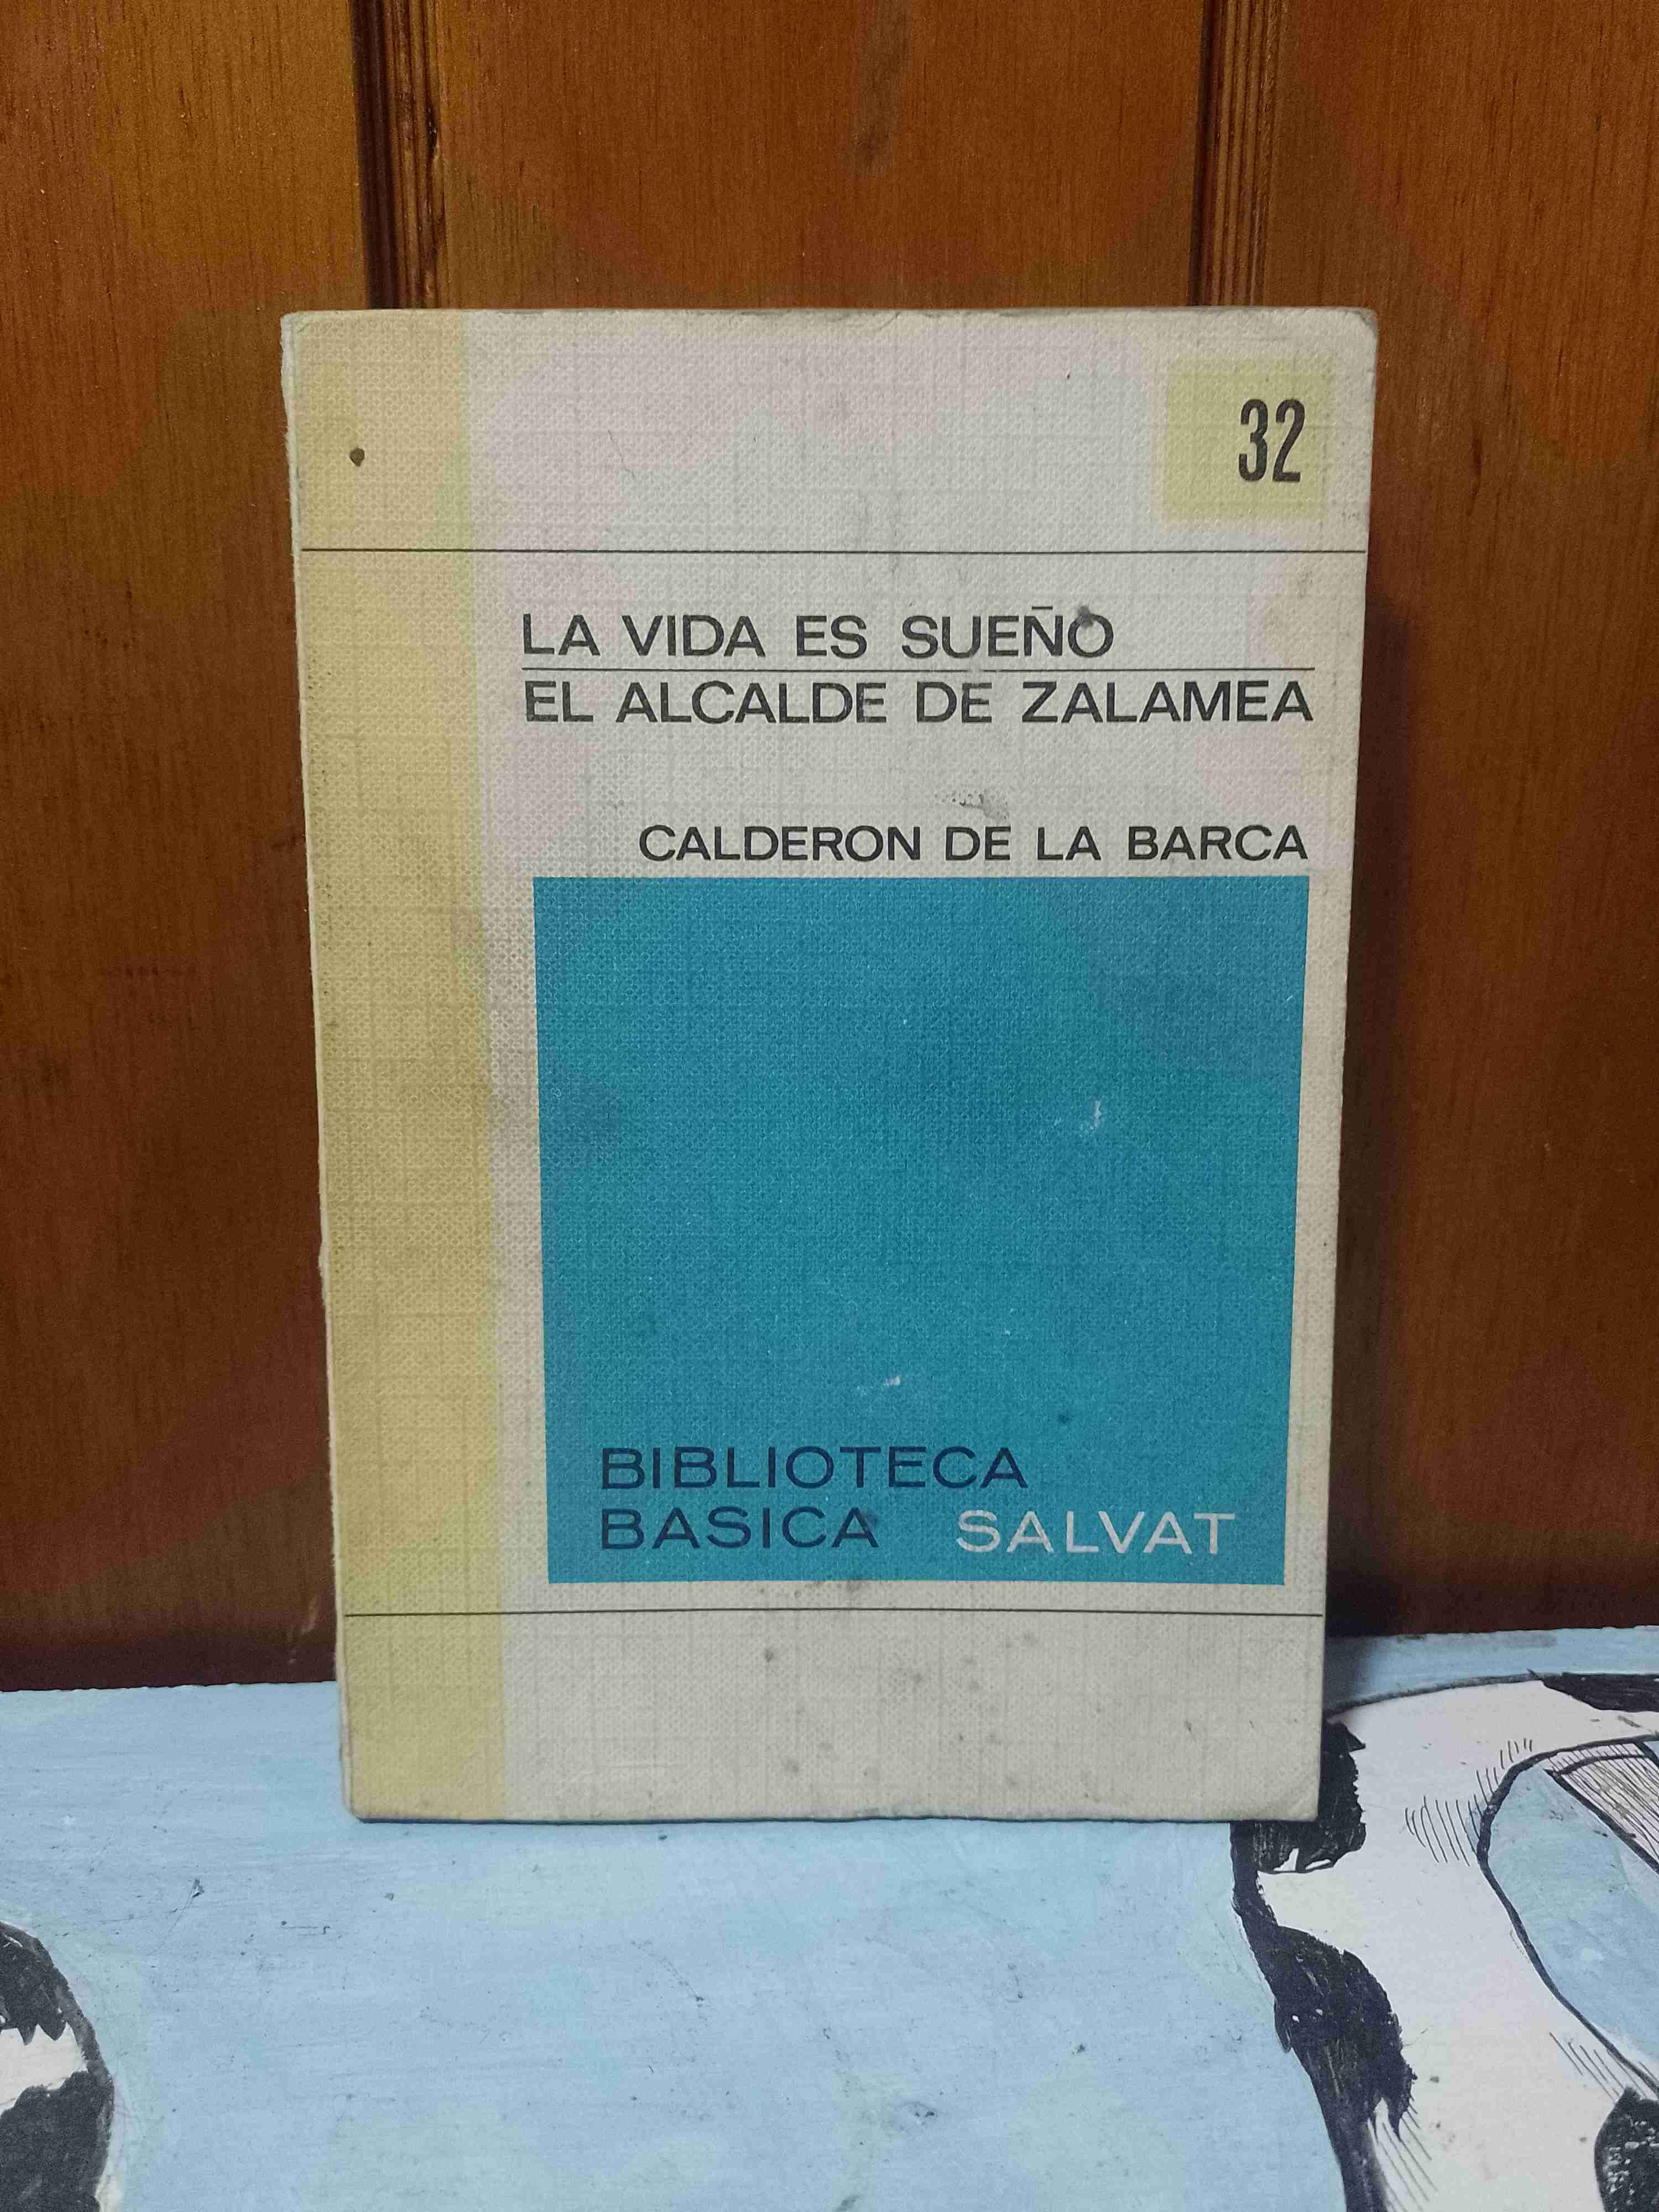 32
LA VIDA ES SUEÑO
EL ALCALDE DE ZALAMEA
CALDERON DE LA BARCA
BIBLIOTECA
BASICA SALVAT